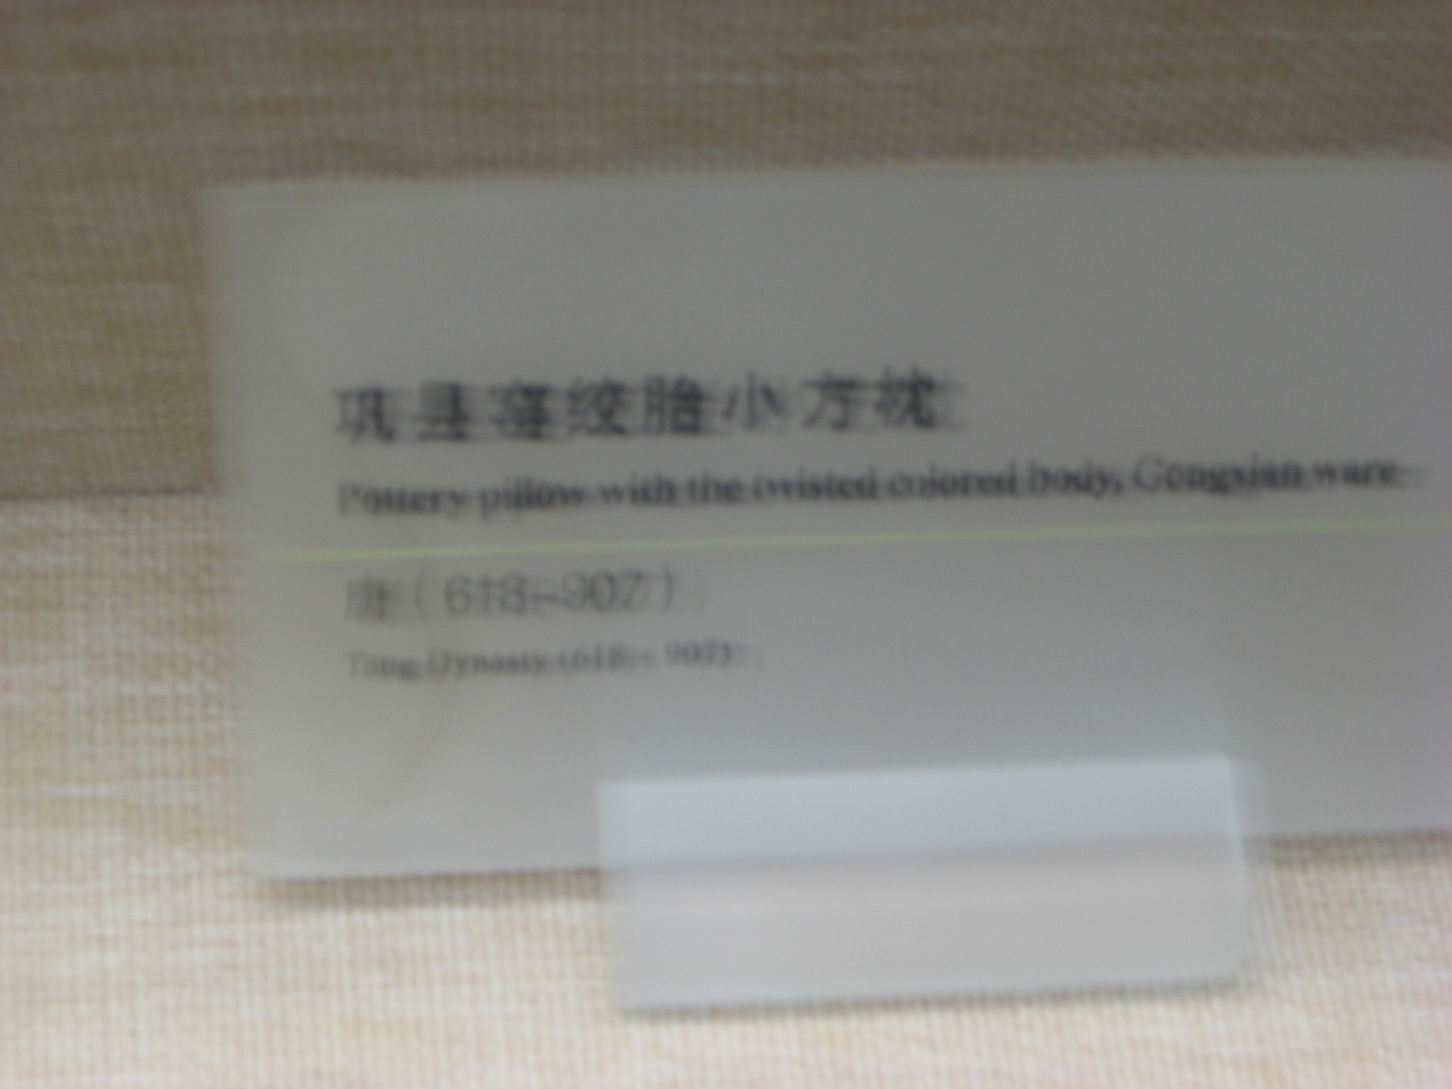 巩县窑绞胎小方枕
Pottery pillow with the twisted colored body, Gongxian ware
唐（618-907）
Tang Dynasty (618 - 907)